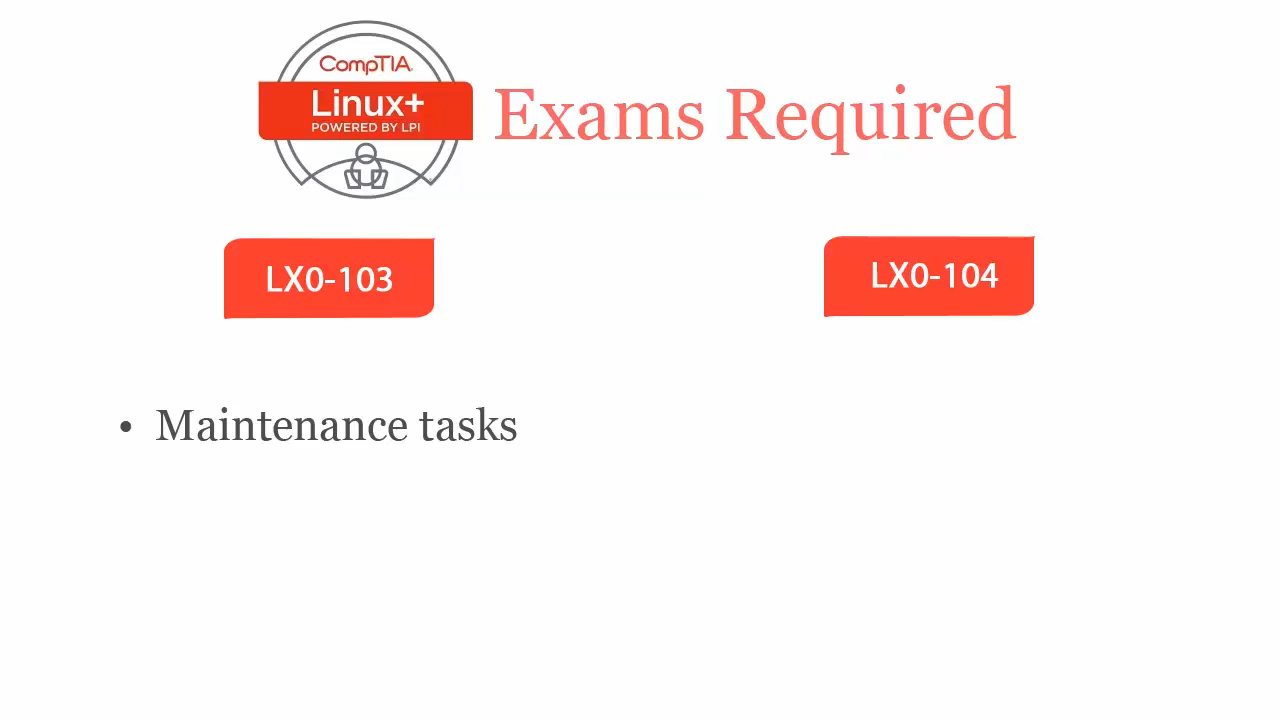 CompTIA.
Linux+
POWERED BY LPI
Exams Required
LX0-103
LX0-104
• Maintenance tasks